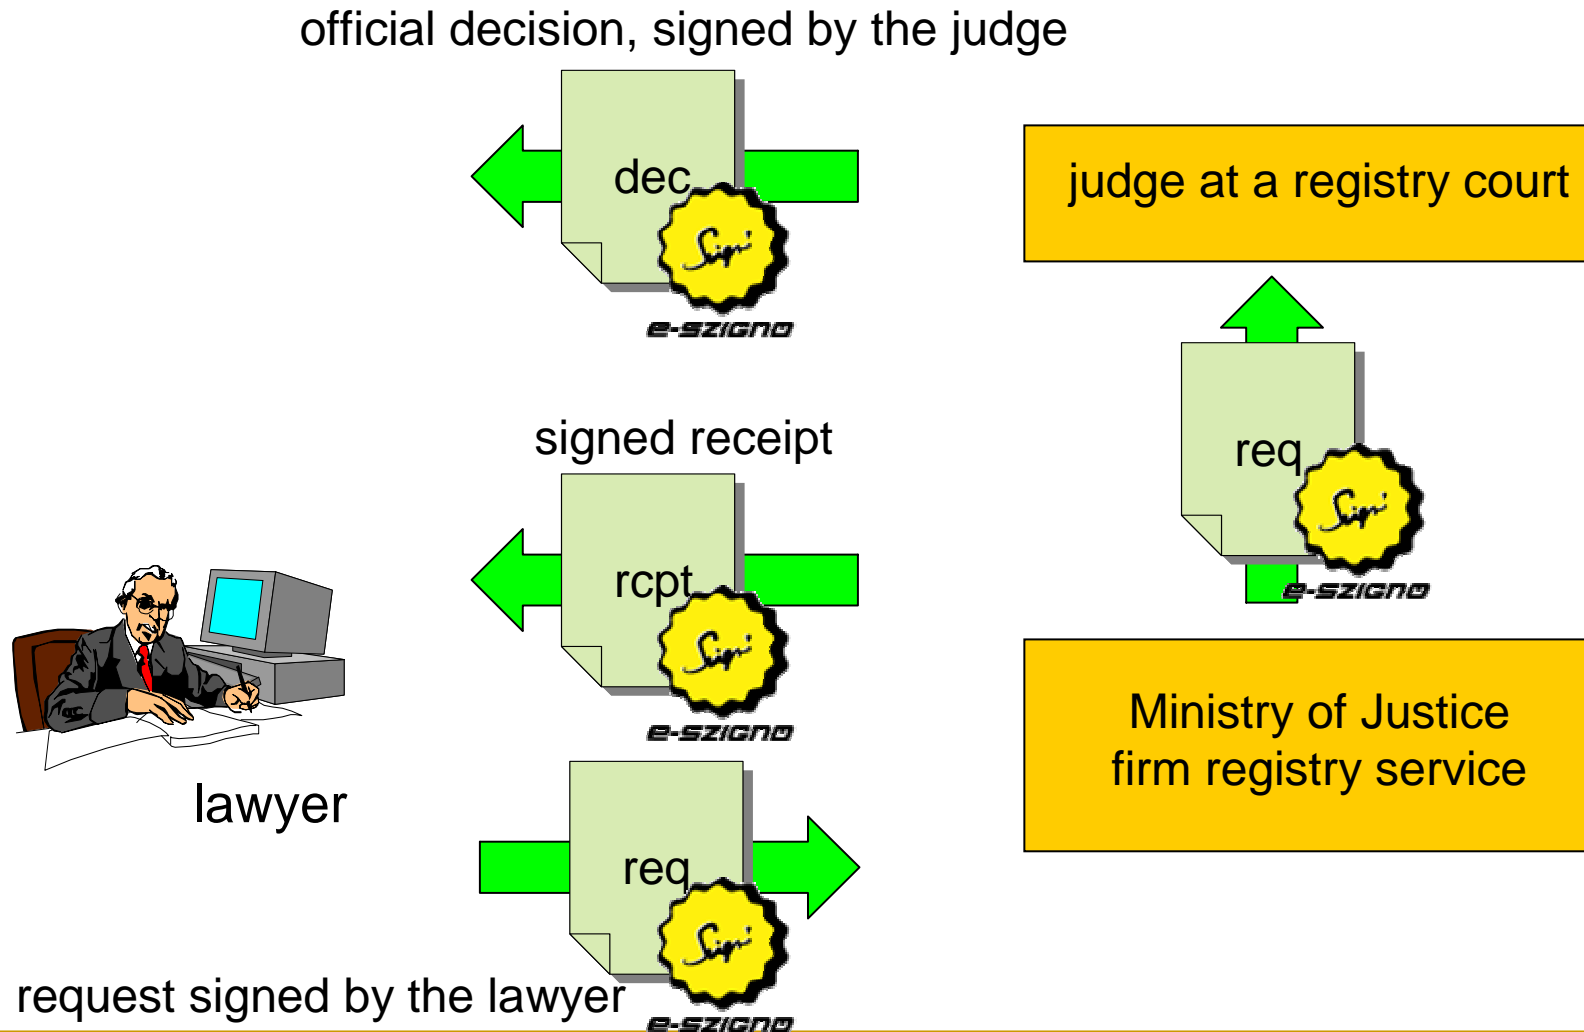 official decision, signed by the judge
dec
e-szigno
judge at a registry court
signed receipt
req
e-szigno
rcpt
e-szigno
Ministry of Justice
firm registry service
lawyer
req
request signed by the lawyer
e-szigno